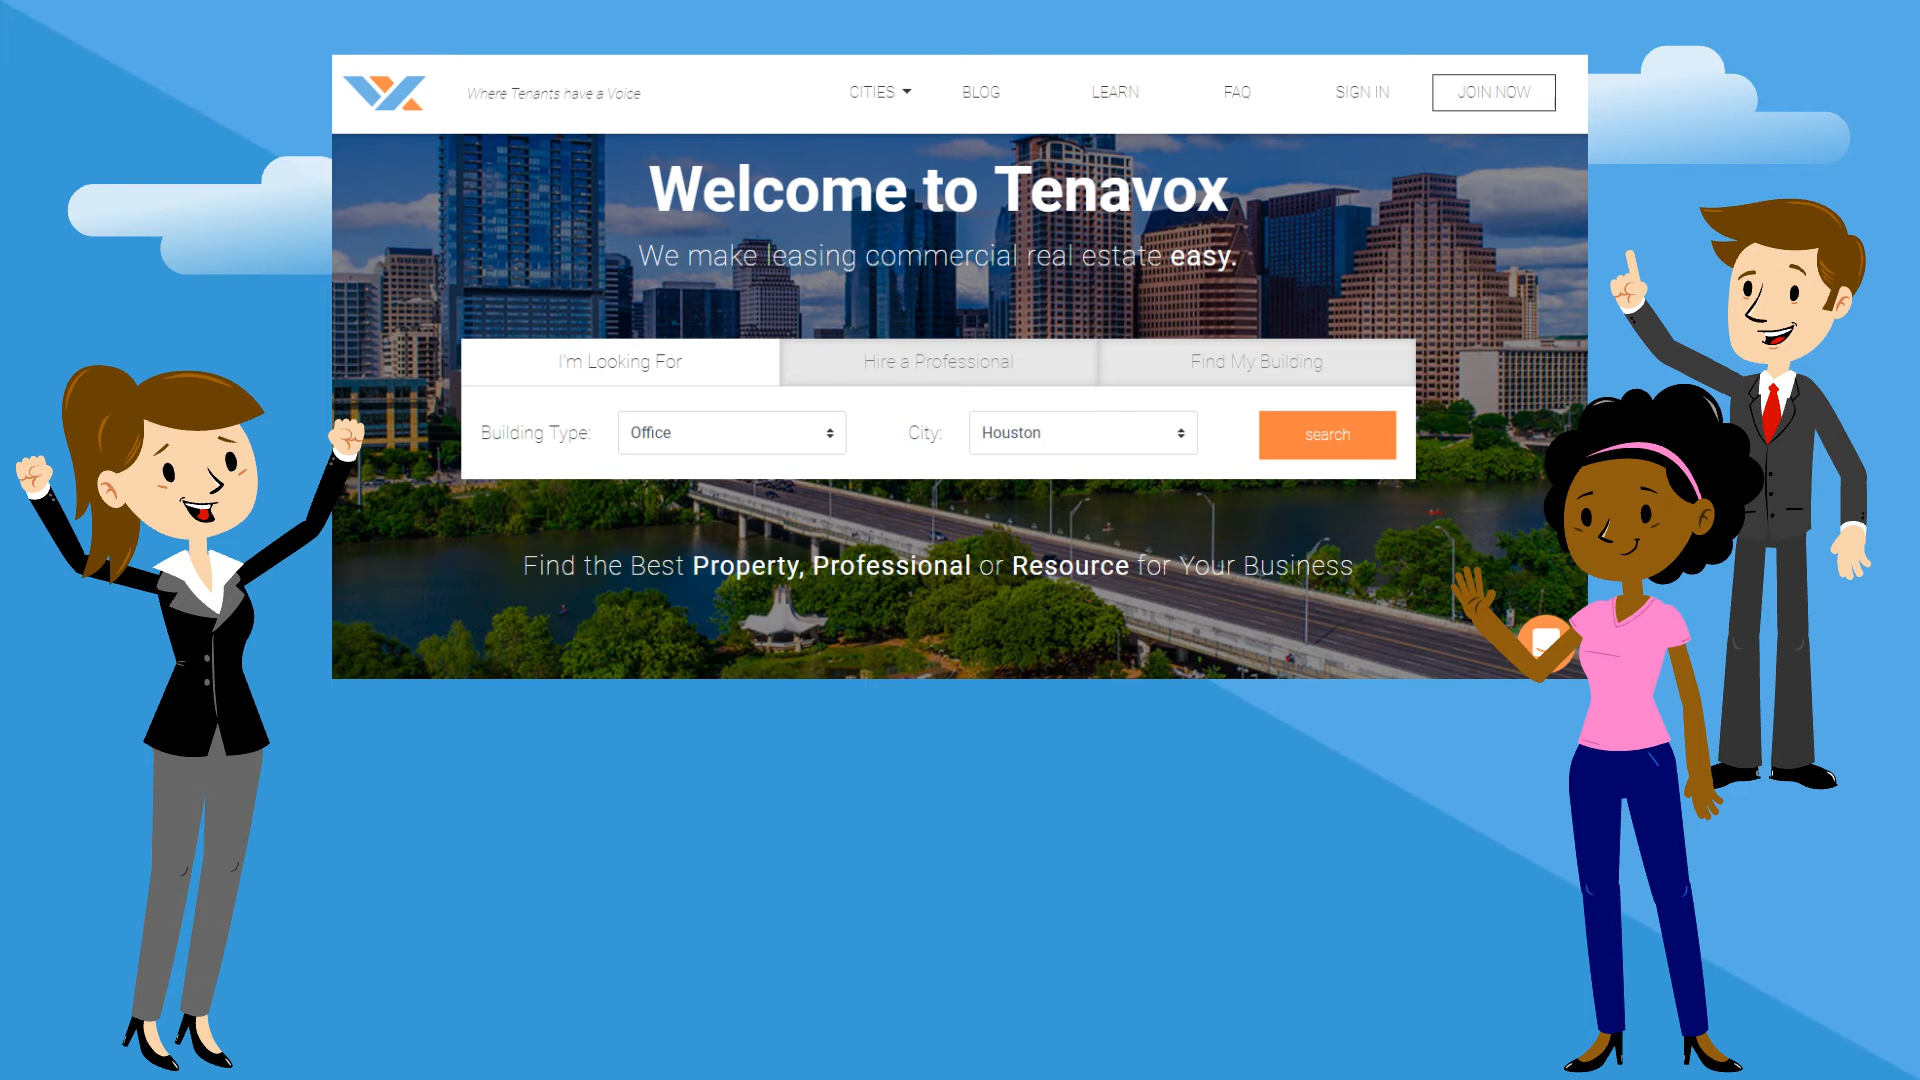 Where Tenants have a Voice
CITIES
BLOG
LEARN
FAQ
SIGN IN
JOIN NOW
Welcome to Tenavox
We make leasing commercial real estate easy.
I'm Looking For
Hire a Professional
Find My Building
Building Type:
Office
City:
Houston
search
Find the Best Property, Professional or Resource for Your Business